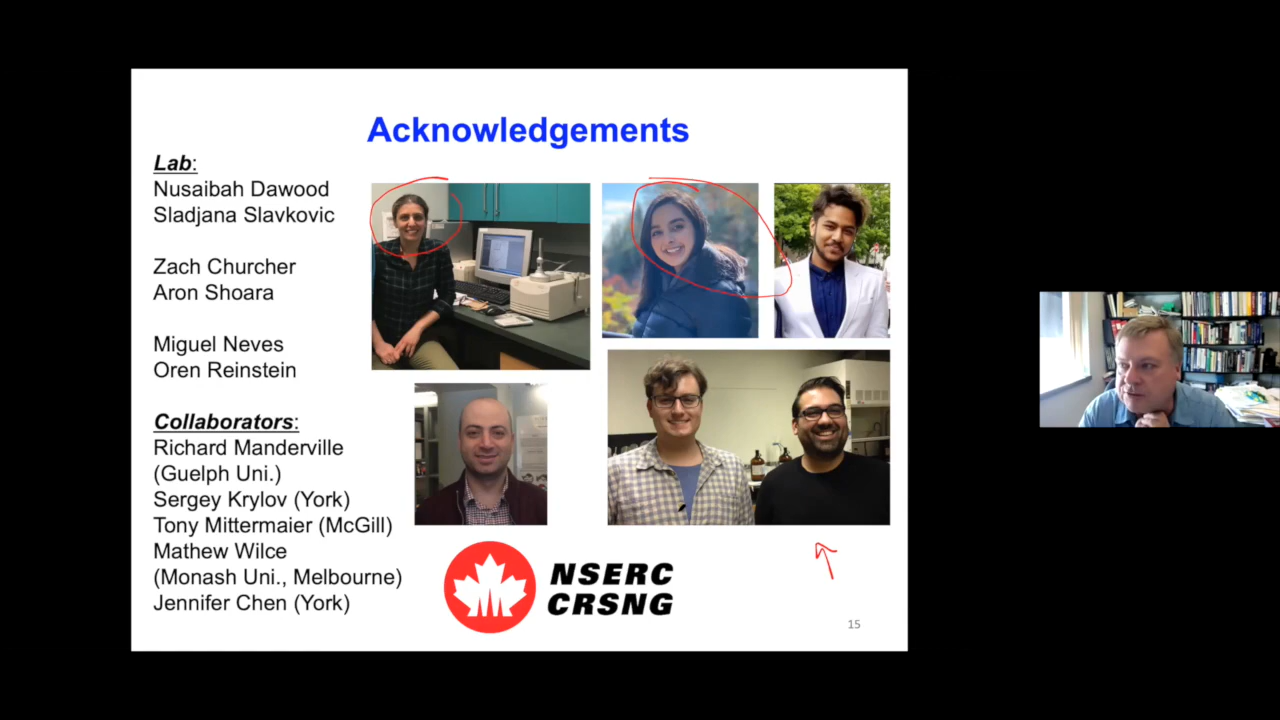 Acknowledgements
Lab:
Nusaibah Dawood
Sladjana Slavkovic
Zach Churcher
Aron Shoara
Miguel Neves
Oren Reinstein
Collaborators:
Richard Manderville
(Guelph Uni.)
Sergey Krylov (York)
Tony Mittermaier (McGill)
Mathew Wilce
(Monash Uni., Melbourne)
Jennifer Chen (York)
NSERC
CRSNG
15